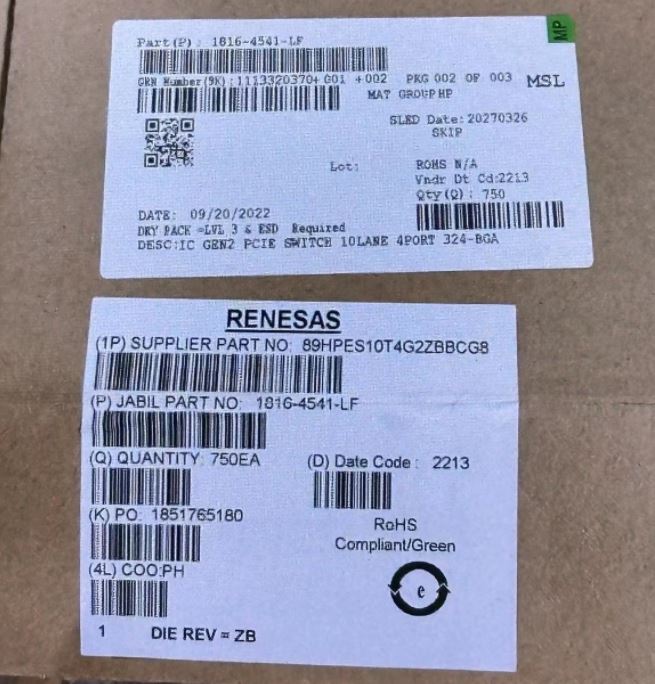 MP
Part(P): 1816-4541-LF
GRN Number(9K):1113320370+ G01 +002 PKG 002 OF 003 MSL
MAT GROUP HP
SLED Date: 20270326
SKIP
Lot:
ROHS N/A
Vndr Dt Cd:2213
Qty(Q): 750
DATE: 09/20/2022
DRY PACK =LVL 3 & ESD Required
DESC:IC GEN2 PCIE SWITCH 10LANE 4PORT 324-BGA
RENESAS
(1P) SUPPLIER PART NO: 89HPES10T4G2ZBBCG8
(P) JABIL PART NO: 1816-4541-LF
(Q) QUANTITY: 750EA (D) Date Code: 2213
(K) PO: 1851765180
RoHS
Compliant/Green
(4L) COO:PH
e
1 DIE REV = ZB